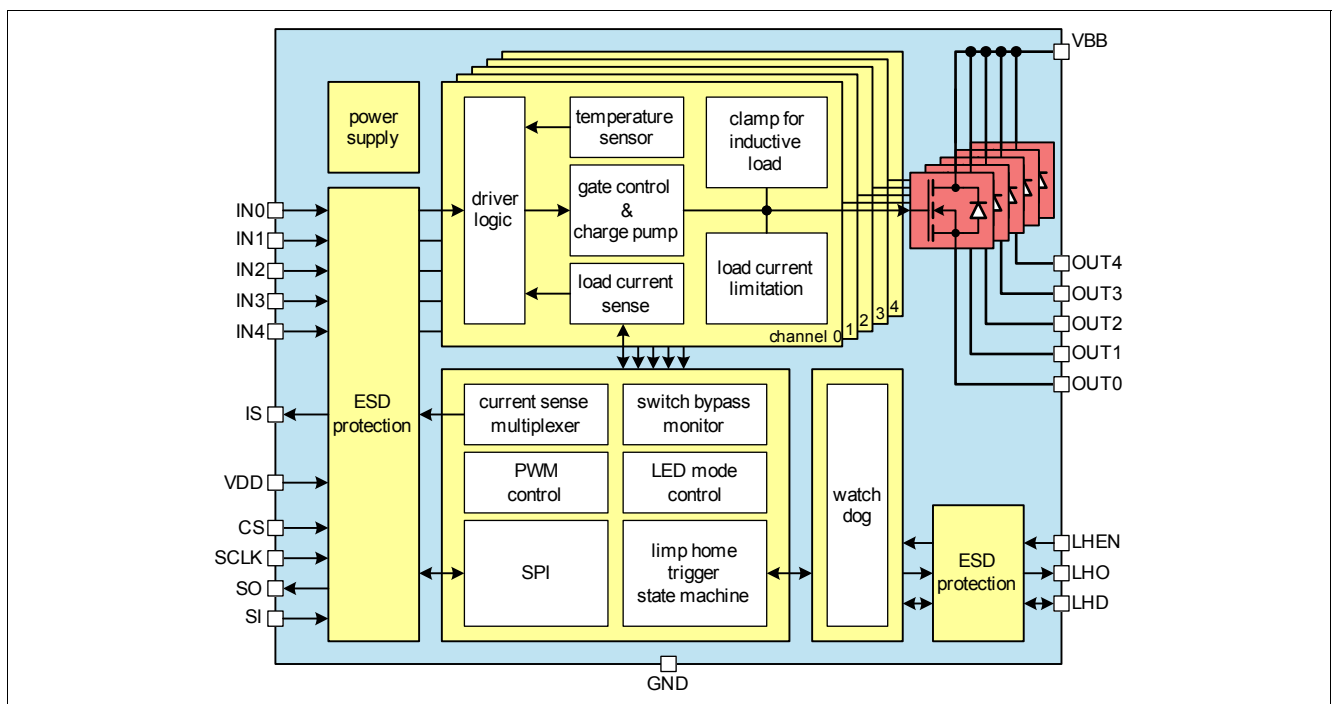 VBB
power
supply
temperature
sensor
clamp for
inductive
load
driver
logic
gate control
&
charge pump
load current
sense
load current
limitation
channel 0
1
2
3
4
IN0
IN1
IN2
IN3
IN4
IS
VDD
CS
SCLK
SO
SI
ESD
protection
OUT4
OUT3
OUT2
OUT1
OUT0
current sense
multiplexer
switch bypass
monitor
PWM
control
LED mode
control
SPI
limp home
trigger
state machine
watch
dog
ESD
protection
LHEN
LHO
LHD
GND